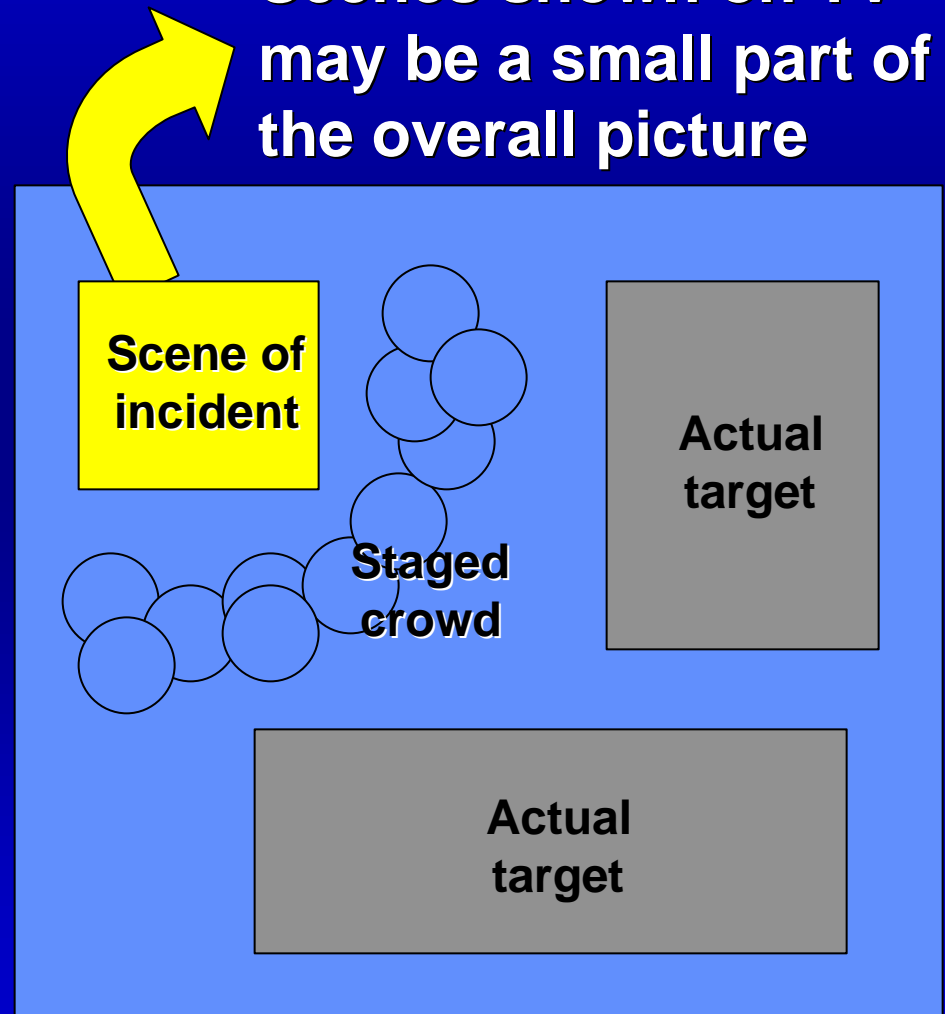 may be a small part of
the overall picture
Scene of
incident
Actual
target
Staged
crowd
Actual
target